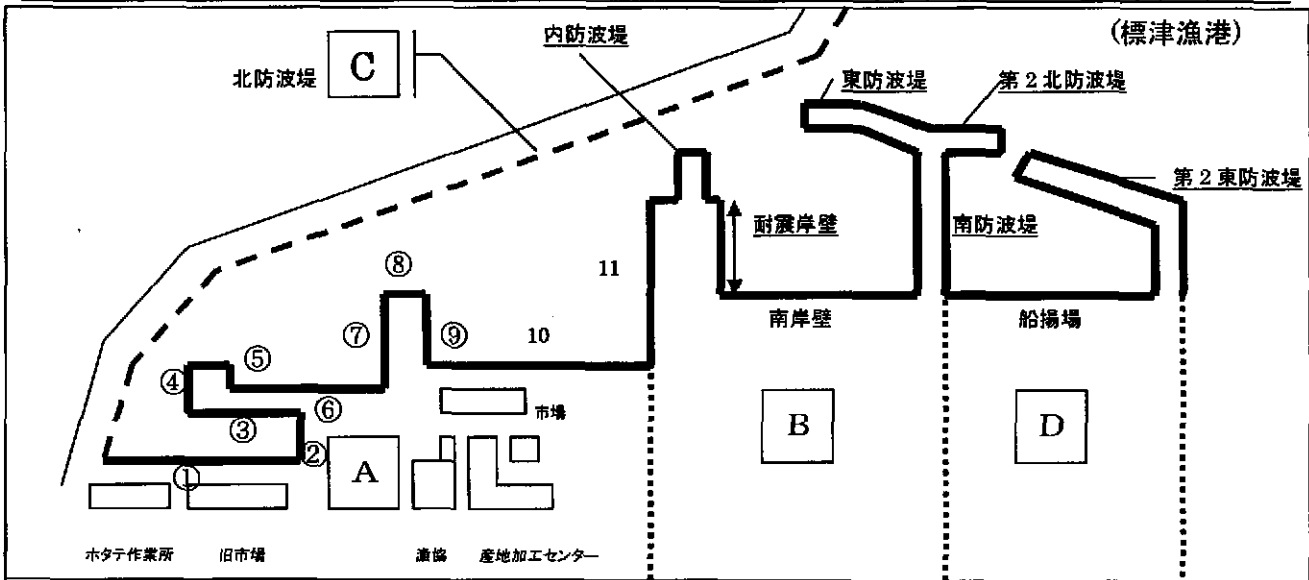 (標津漁港)
内防波堤
北防波堤
C
東防波堤
第2北防波堤
第2東防波堤
耐震岸壁
南防波堤
⑧
11
南岸壁
船揚場
⑦
⑨
10
⑤
④
⑥
市場
③
B
D
②
A
①
ホタテ作業所
旧市場
漁協
産地加工センター